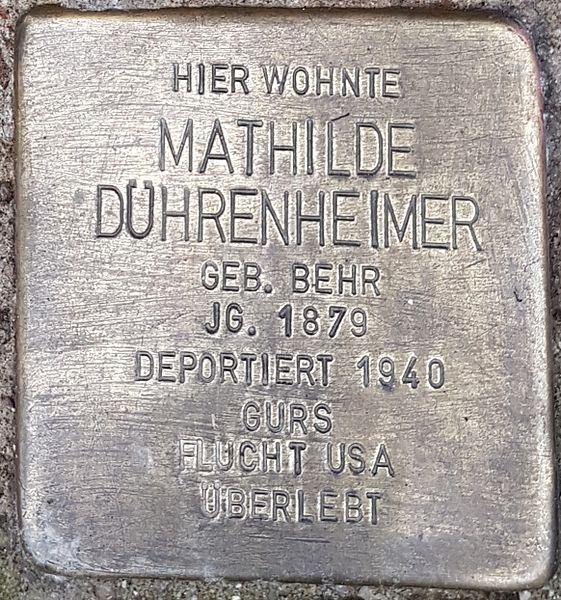 HIER WOHNTE
MATHILDE
DÜHRENHEIMER
GEB. BEHR
JG. 1879
DEPORTIERT 1940
GURS
FLUCHT USA
ÜBERLEBT